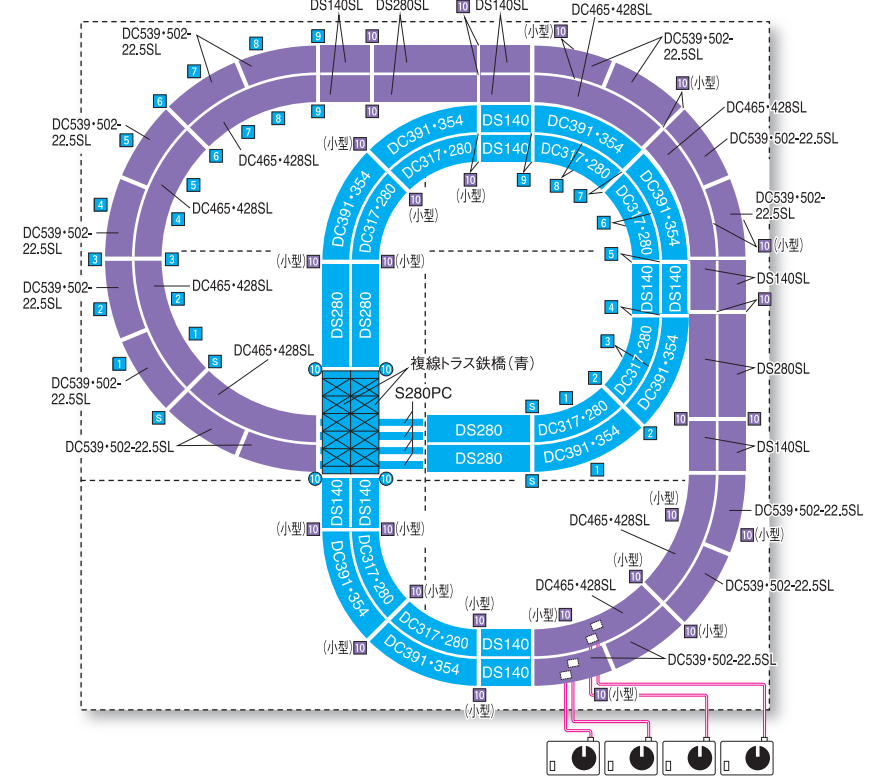 DS140SL
DS280SL
10
DS140SL
DC465・428SL
DC539・502-
22.5SL
8
9
10
(小型)
10
DC539・502-
22.5SL
7
6
10
(小型)
DC465・428SL
9
10
DC539・502-
22.5SL
5
8
7
6
DC465・428SL
(小型)
10
DC391・354
DS140
DC391・354
DC317・280
DS140
DC317・280
DC539・502-22.5SL
DC391・354
DC317・280
10
(小型)
10
(小型)
9
8
7
DC391・354
DC317・280
DC539・502-
22.5SL
5
4
DC465・428SL
4
DC539・502-
22.5SL
6
5
10
(小型)
3
3
(小型)
10
10
(小型)
DC539・502-
22.5SL
DC465・428SL
2
2
DS280
DS280
DS140
DS140
DS140SL
10
4
1
1
S
DC465・428SL
3
DC317・280
DC391・354
10
複線トラス鉄橋(青)
10
S280PC
2
1
DS280SL
DC539・502-
22.5SL
S
S
DC317・280
DC391・354
DS280
DS280
2
1
S
10
10
DS140SL
DC539・502-22.5SL
10
10
DS140
DS140
(小型)
10
10
(小型)
(小型)
10
DC465・428SL
DC539・502-22.5SL
10
(小型)
DC391・354
DC317・280
(小型)
10
10
(小型)
DC465・428SL
DC539・502-22.5SL
(小型)
10
(小型)
10
DC317・280
DC391・354
DS140
DS140
10
(小型)
(小型)
10
DC539・502-22.5SL
10
(小型)
10
(小型)